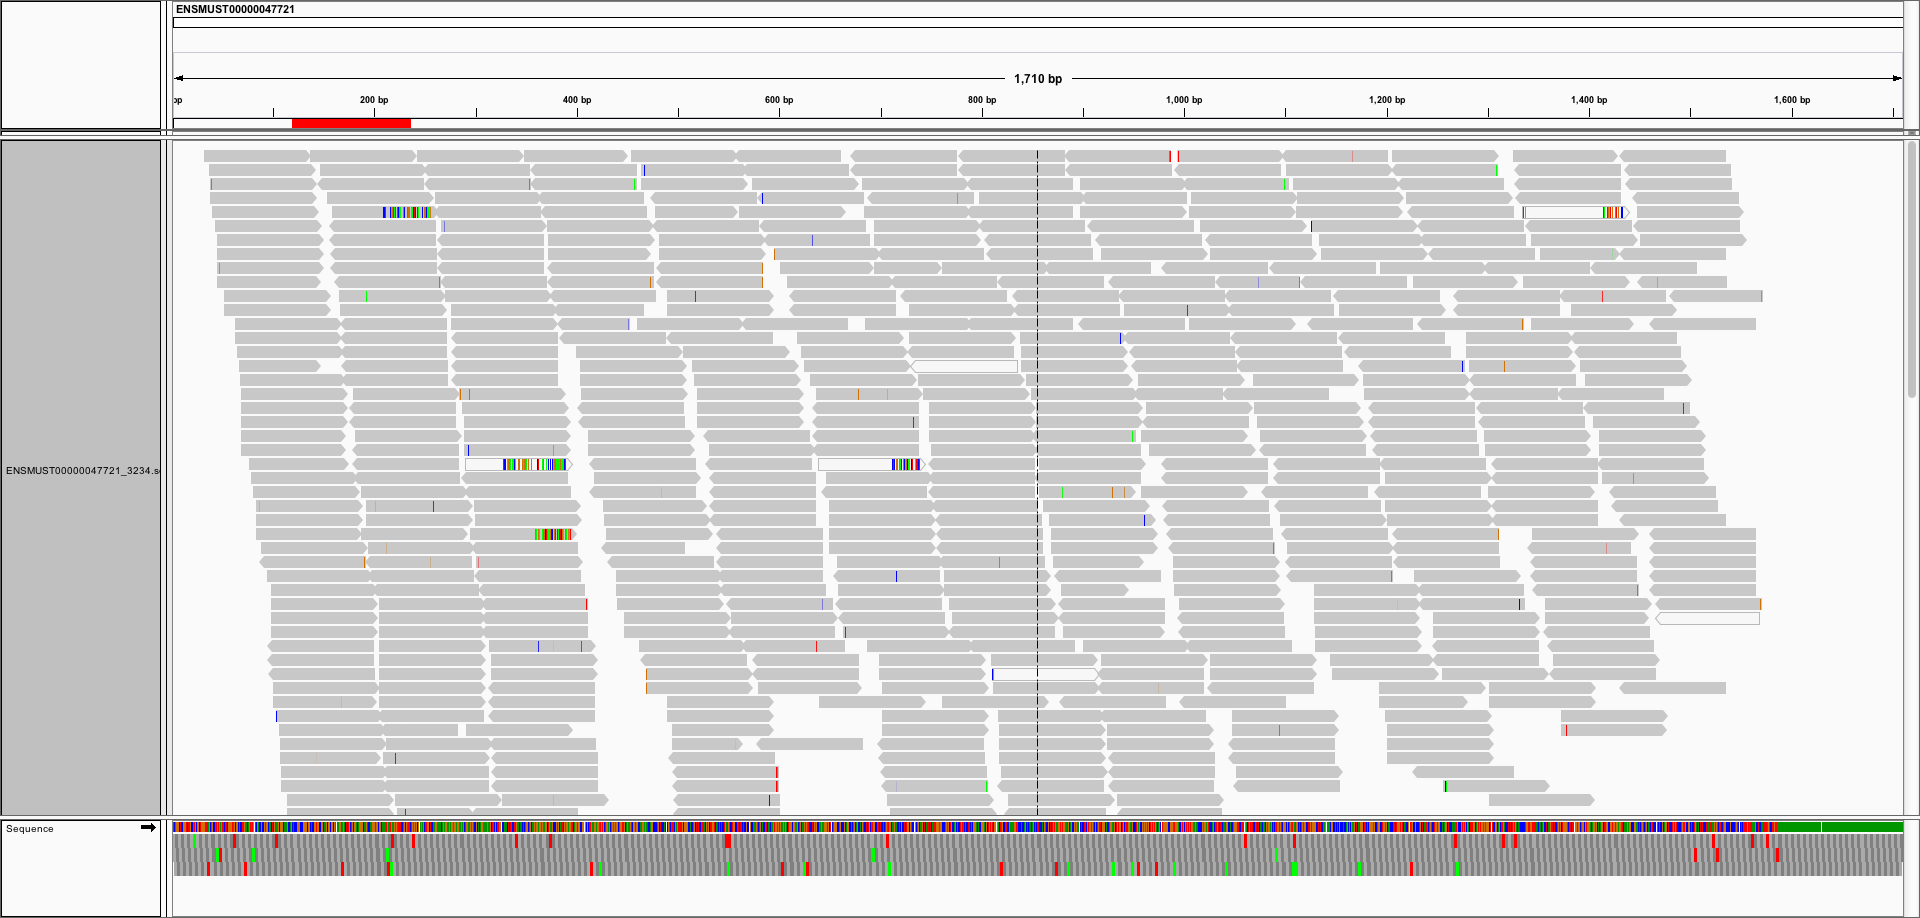 ENSMUST00000047721
1,710 bp
bp
200 bp
400 bp
600 bp
800 bp
1,000 bp
1,200 bp
1,400 bp
1,600 bp
ENSMUST00000047721_3234.s
Sequence